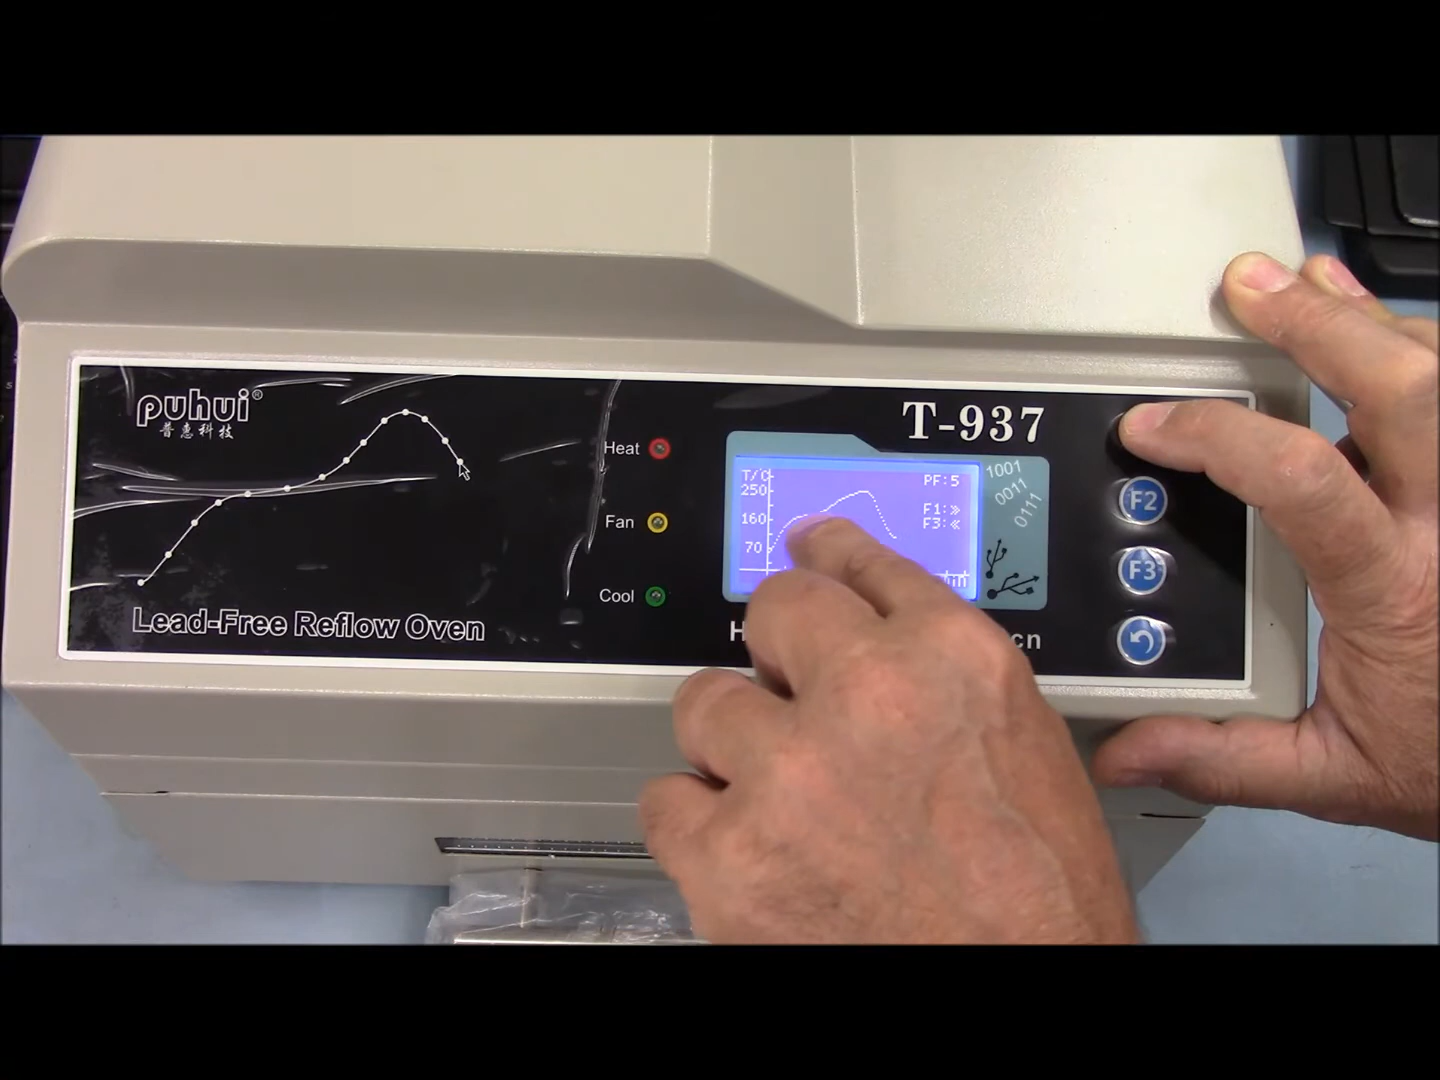 puhui®
普惠科技
T-937
Heat
Fan
Cool
T/C
250
160
70
PF:5
F1:»
F3:«
1001
0011
0111
F2
F3
Lead-Free Reflow Oven
H
cn